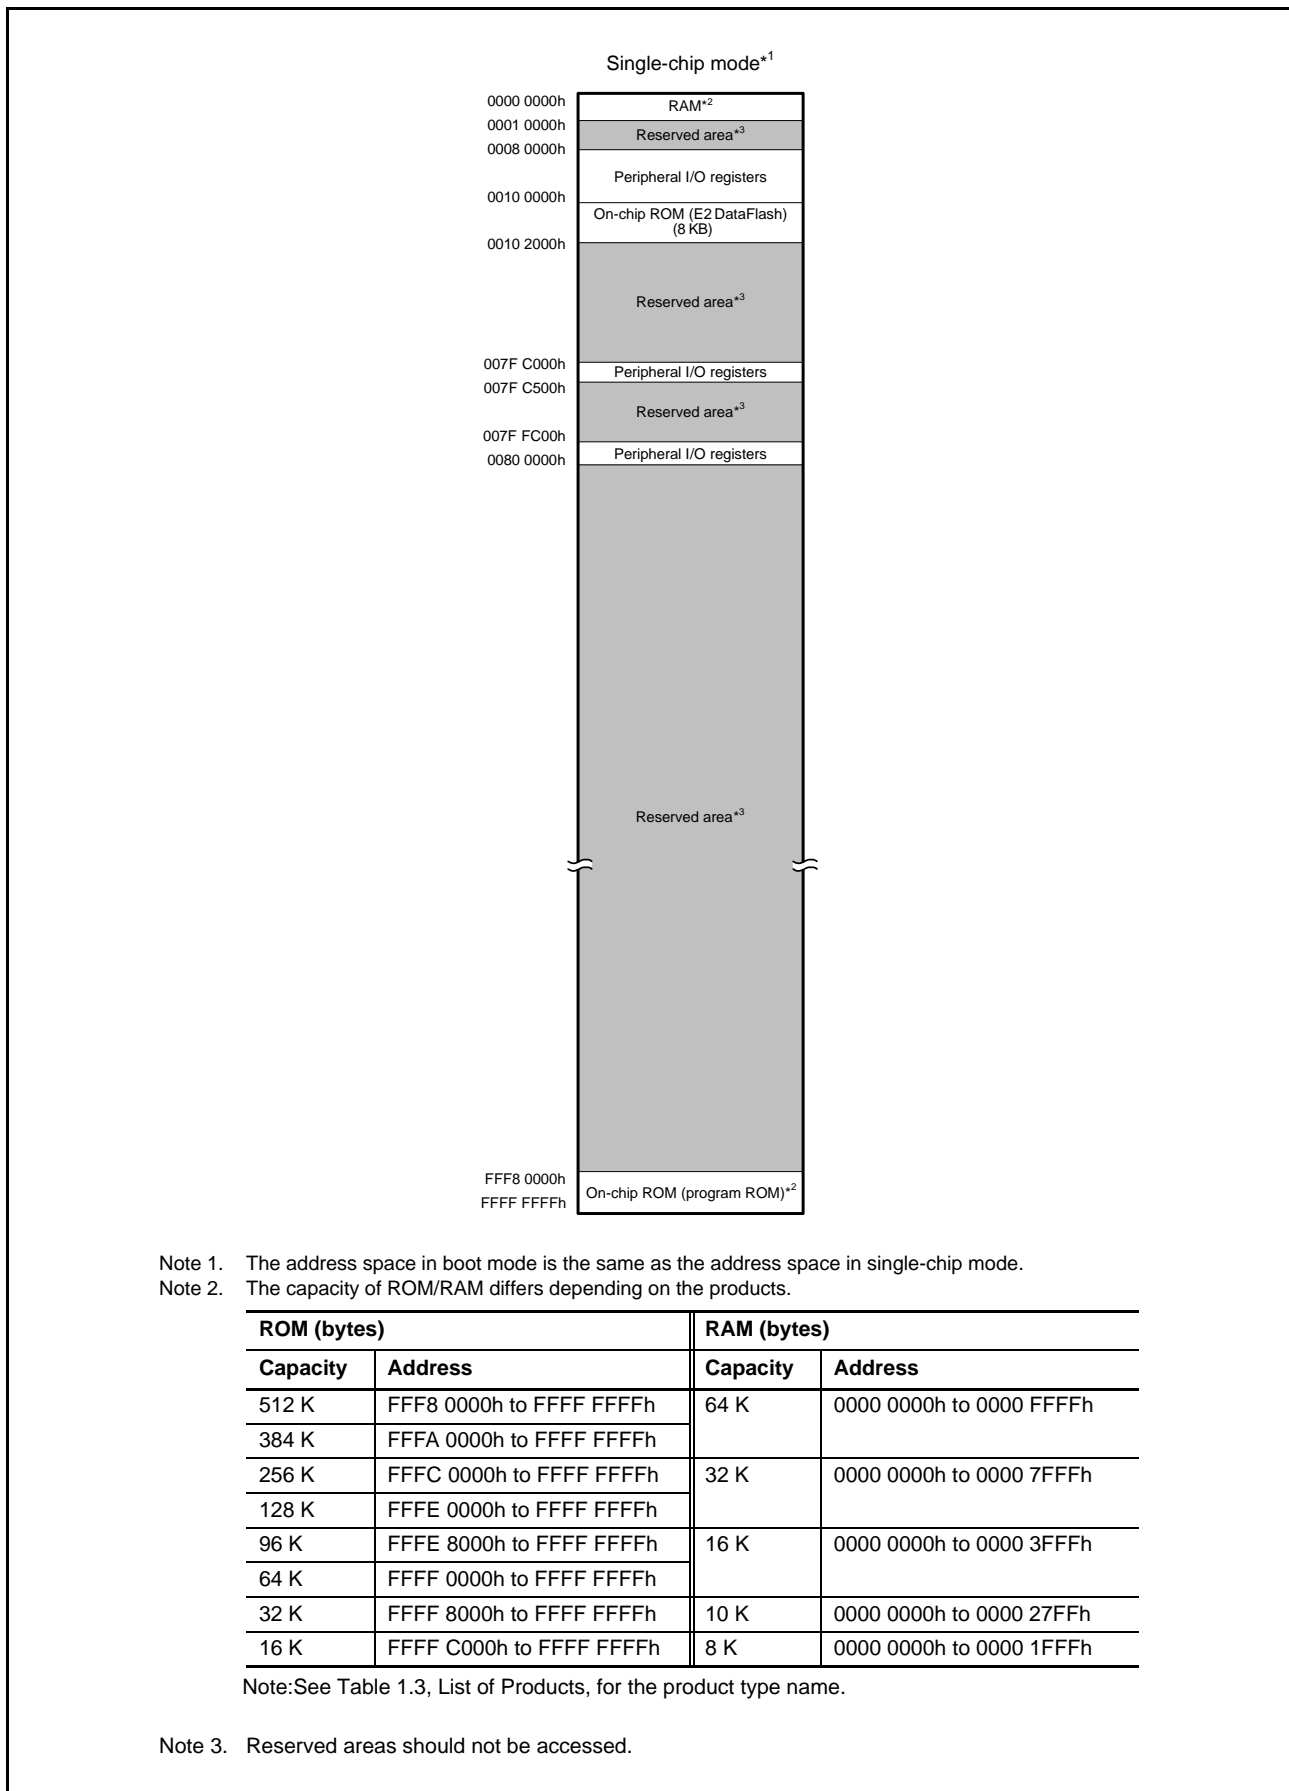 Single-chip mode*1
0000 0000h
RAM*2
0001 0000h
Reserved area*3
0008 0000h
Peripheral I/O registers
0010 0000h
On-chip ROM (E2 DataFlash)
(8 KB)
0010 2000h
Reserved area*3
007F C000h
Peripheral I/O registers
007F C500h
Reserved area*3
007F FC00h
Peripheral I/O registers
0080 0000h
Reserved area*3
FFF8 0000h
On-chip ROM (program ROM)*2
FFFF FFFFh
Note 1. The address space in boot mode is the same as the address space in single-chip mode.
Note 2. The capacity of ROM/RAM differs depending on the products.
ROM (bytes) RAM (bytes)
Capacity Address Capacity Address
512 K FFF8 0000h to FFFF FFFFh 64 K 0000 0000h to 0000 FFFFh
384 K FFFA 0000h to FFFF FFFFh
256 K FFFC 0000h to FFFF FFFFh 32 K 0000 0000h to 0000 7FFFh
128 K FFFE 0000h to FFFF FFFFh
96 K FFFE 8000h to FFFF FFFFh 16 K 0000 0000h to 0000 3FFFh
64 K FFFF 0000h to FFFF FFFFh
32 K FFFF 8000h to FFFF FFFFh 10 K 0000 0000h to 0000 27FFh
16 K FFFF C000h to FFFF FFFFh 8 K 0000 0000h to 0000 1FFFh
Note:See Table 1.3, List of Products, for the product type name.
Note 3. Reserved areas should not be accessed.